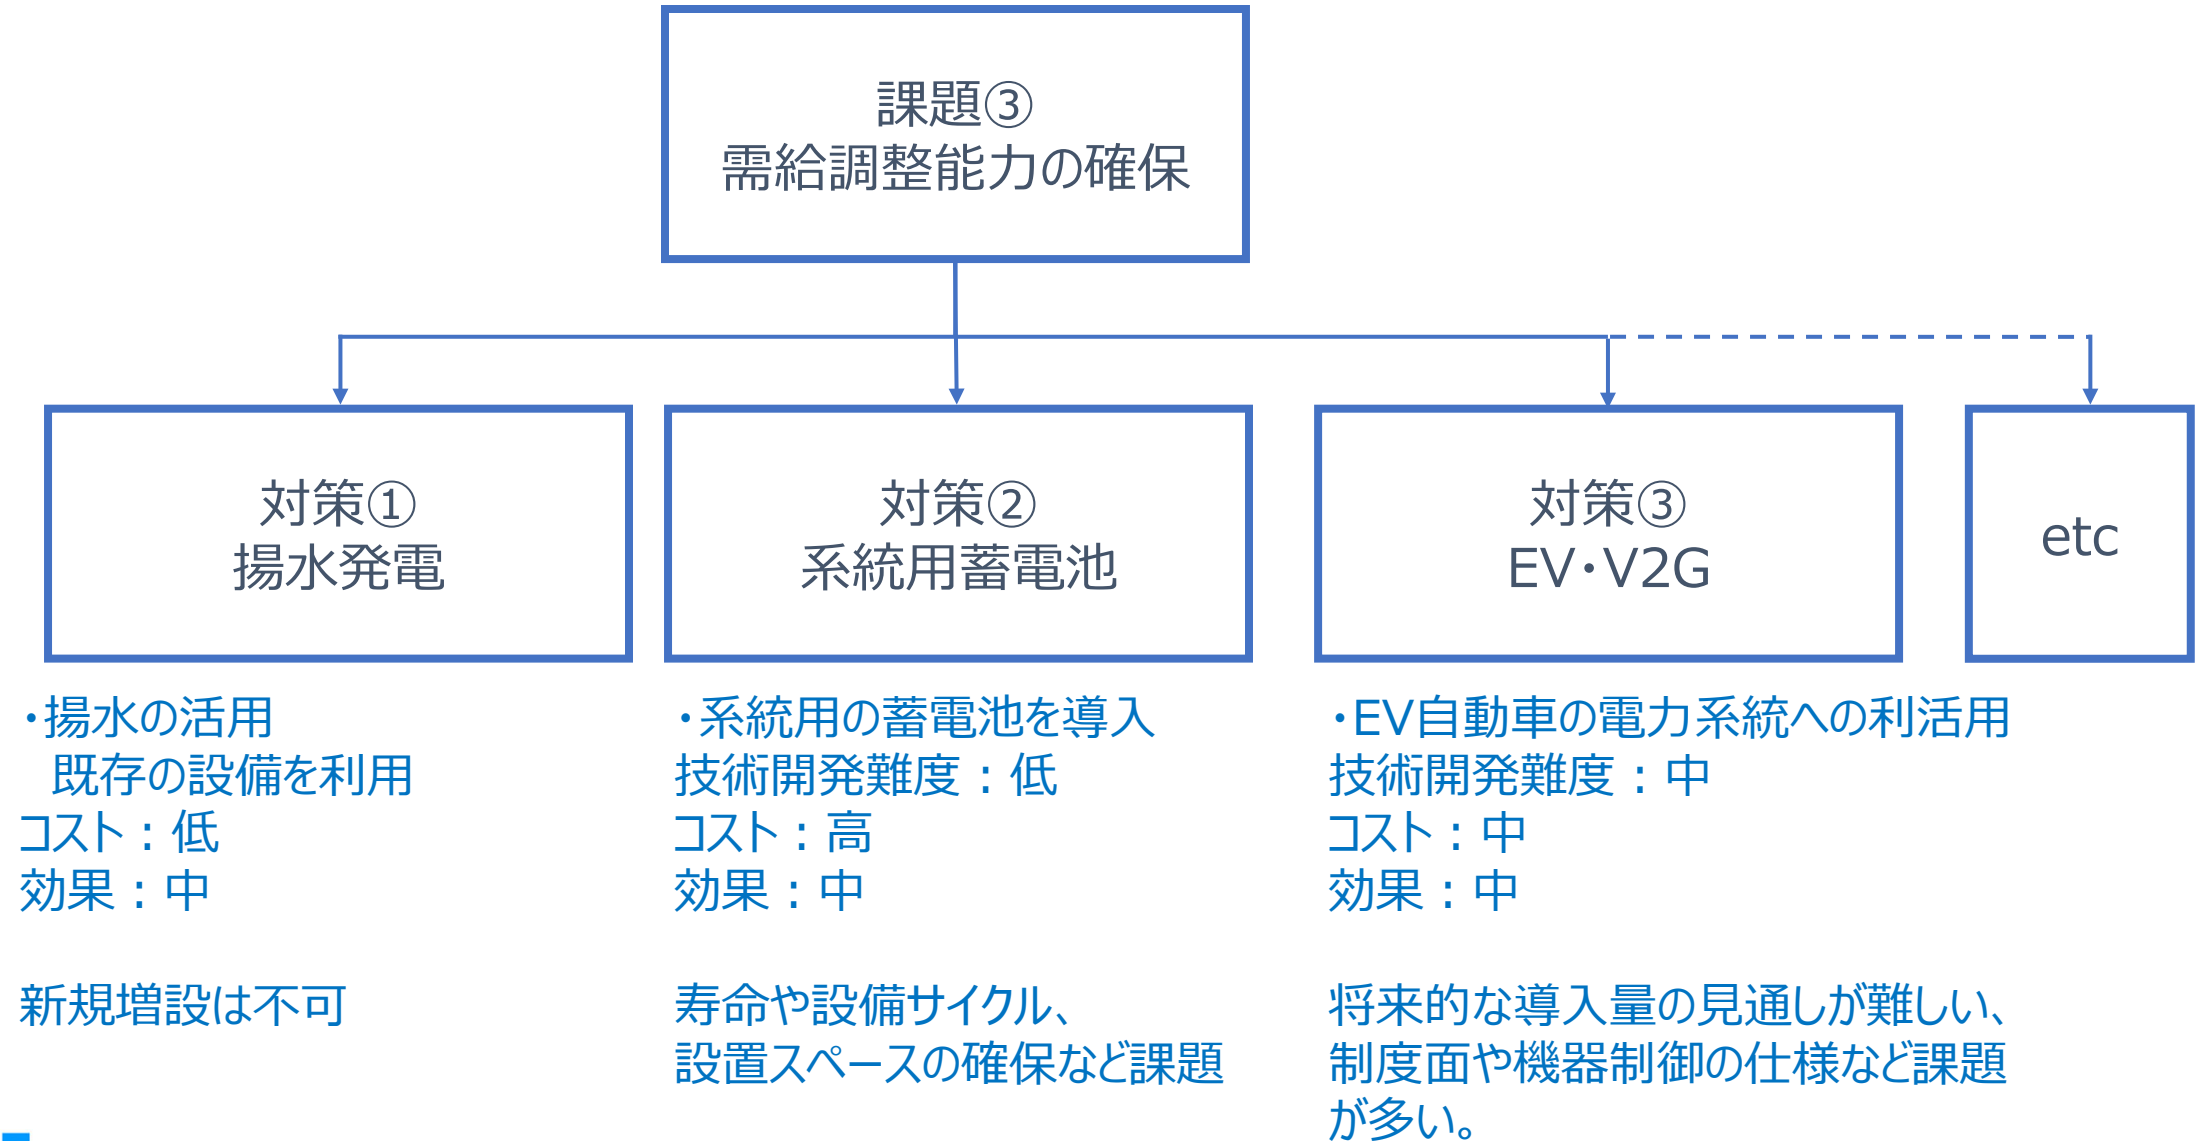 課題③
需給調整能力の確保
対策①
揚水発電
対策②
系統用蓄電池
対策③
EV・V2G
etc
・揚水の活用
既存の設備を利用
コスト：低
効果：中
新規増設は不可
・系統用の蓄電池を導入
技術開発難度：低
コスト：高
効果：中
寿命や設備サイクル、
設置スペースの確保など課題
・EV自動車の電力系統への利活用
技術開発難度：中
コスト：中
効果：中
将来的な導入量の見通しが難しい、
制度面や機器制御の仕様など課題
が多い。